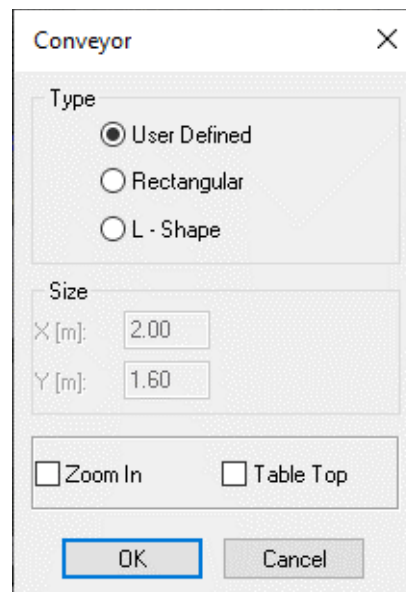 Conveyor
Type
User Defined
Rectangular
L - Shape
Size
X [m]: 2.00
Y [m]: 1.60
Zoom In Table Top
OK Cancel